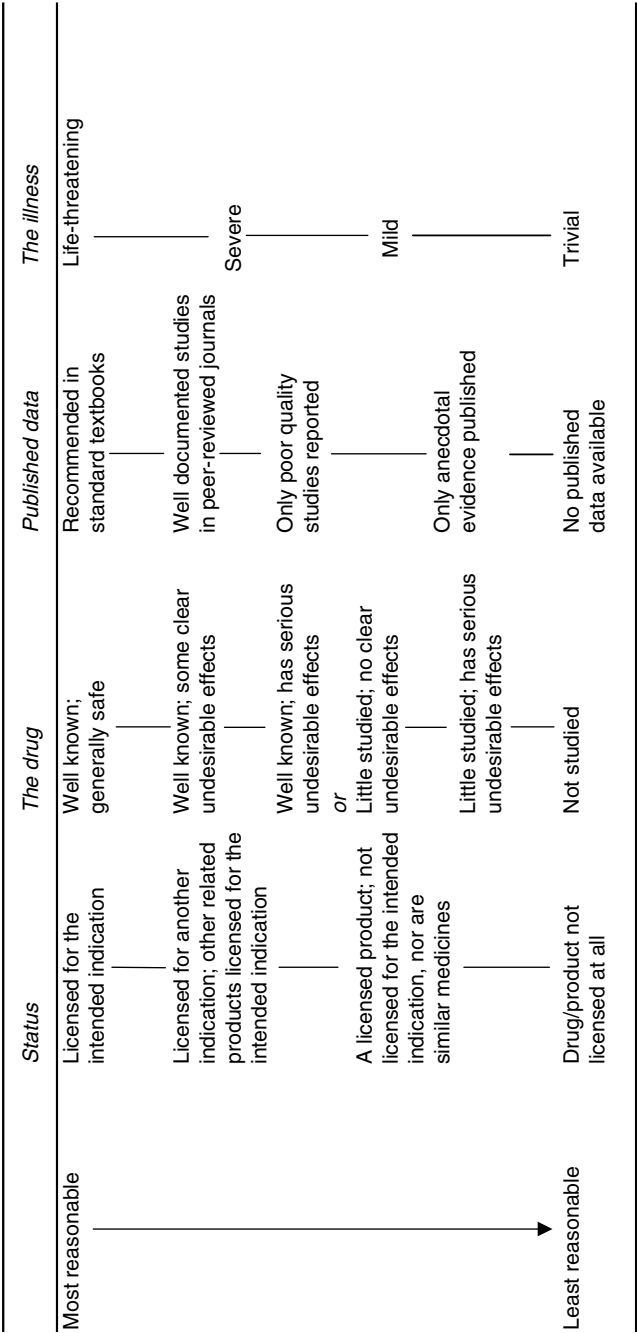 Status
The drug
Published data
The illness
Most reasonable
Least reasonable
Licensed for the
intended indication
Licensed for another
indication; other related
products licensed for the
intended indication
A licensed product; not
licensed for the intended
indication, nor are
similar medicines
Drug/product not
licensed at all
Well known;
generally safe
Well known; some clear
undesirable effects
Well known; has serious
undesirable effects
or
Little studied; no clear
undesirable effects
Little studied; has serious
undesirable effects
Not studied
Recommended in
standard textbooks
Well documented studies
in peer-reviewed journals
Only poor quality
studies reported
Only anecdotal
evidence published
No published
data available
Life-threatening
Severe
Mild
Trivial